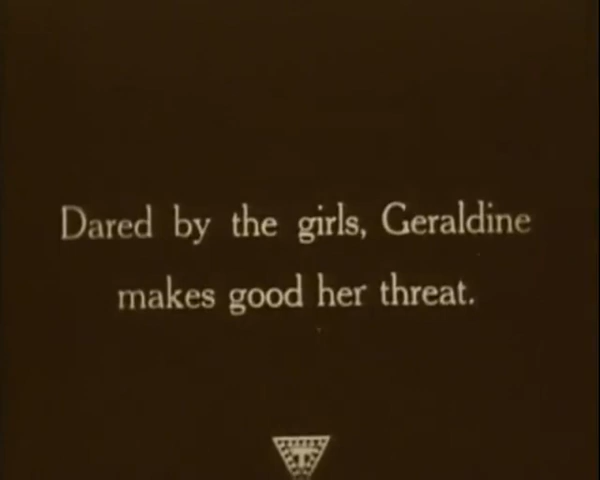 Dared by the girls, Geraldine
makes good her threat.
T